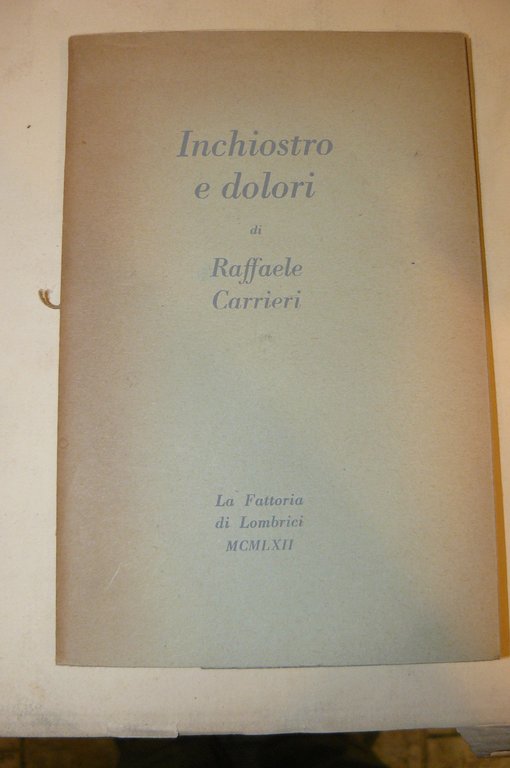 Inchiostro
e dolori
di
Raffaele
Carrieri
La Fattoria
di Lombrici
MCMLXII